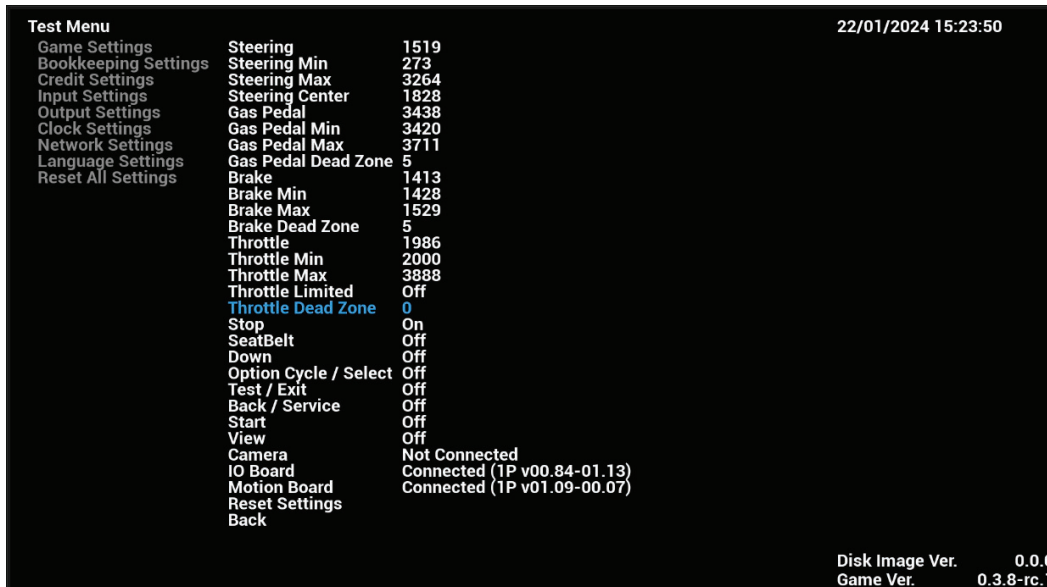 Test Menu 22/01/2024 15:23:50
Game Settings
Bookkeeping Settings
Credit Settings
Input Settings
Output Settings
Clock Settings
Network Settings
Language Settings
Reset All Settings
Steering 1519
Steering Min 273
Steering Max 3264
Steering Center 1828
Gas Pedal 3438
Gas Pedal Min 3420
Gas Pedal Max 3711
Gas Pedal Dead Zone 5
Brake 1413
Brake Min 1428
Brake Max 1529
Brake Dead Zone 5
Throttle 1986
Throttle Min 2000
Throttle Max 3888
Throttle Limited Off
Throttle Dead Zone 0
Stop On
SeatBelt Off
Down Off
Option Cycle / Select Off
Test / Exit Off
Back / Service Off
Start Off
View Off
Camera Not Connected
IO Board Connected (1P v00.84-01.13)
Motion Board Connected (1P v01.09-00.07)
Reset Settings
Back
Disk Image Ver. 0.0.
Game Ver. 0.3.8-rc.